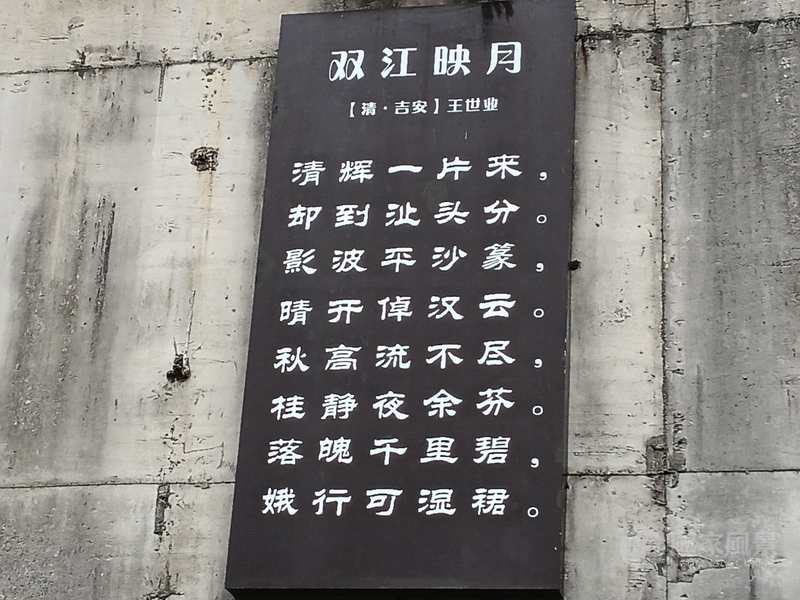 双江映月
【清·吉安】王世业
清辉一片来，
却到沚头分。
影波平沙篆，
晴开倬汉云。
秋高流不尽，
桂静夜余芬。
落魄千里碧，
娥行可湿裙。